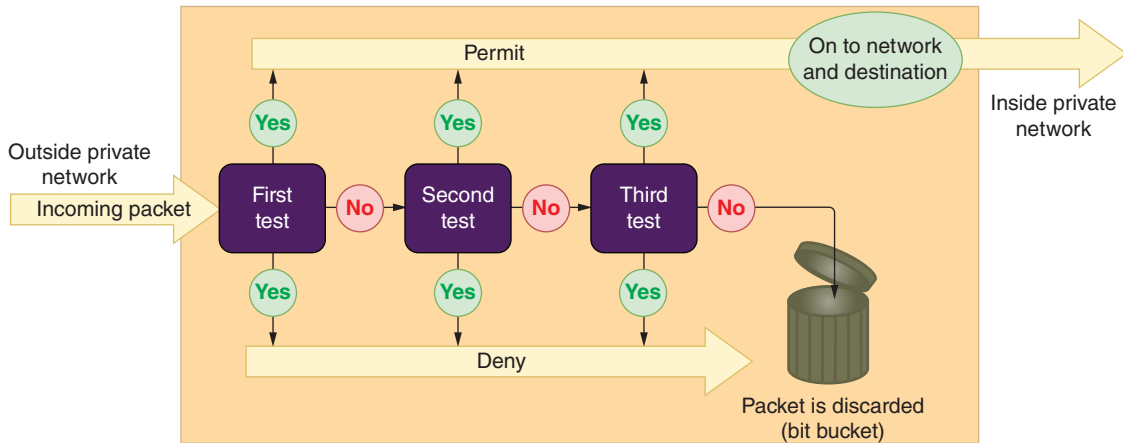 Permit
On to network
and destination
Inside private
network
Yes
Yes
Yes
Outside private
network
Incoming packet
First
test
No
Second
test
No
Third
test
No
Yes
Yes
Yes
Deny
Packet is discarded
(bit bucket)